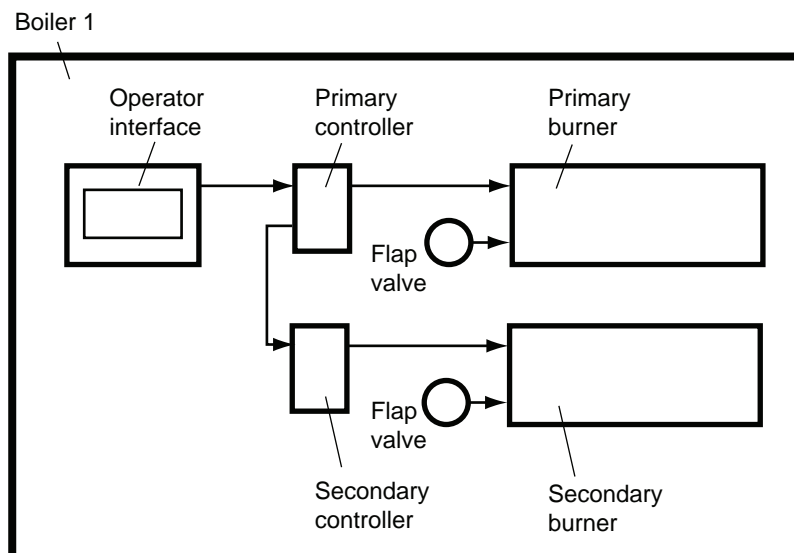 Boiler 1
Operator
interface
Primary
controller
Primary
burner
Flap
valve
Flap
valve
Secondary
controller
Secondary
burner